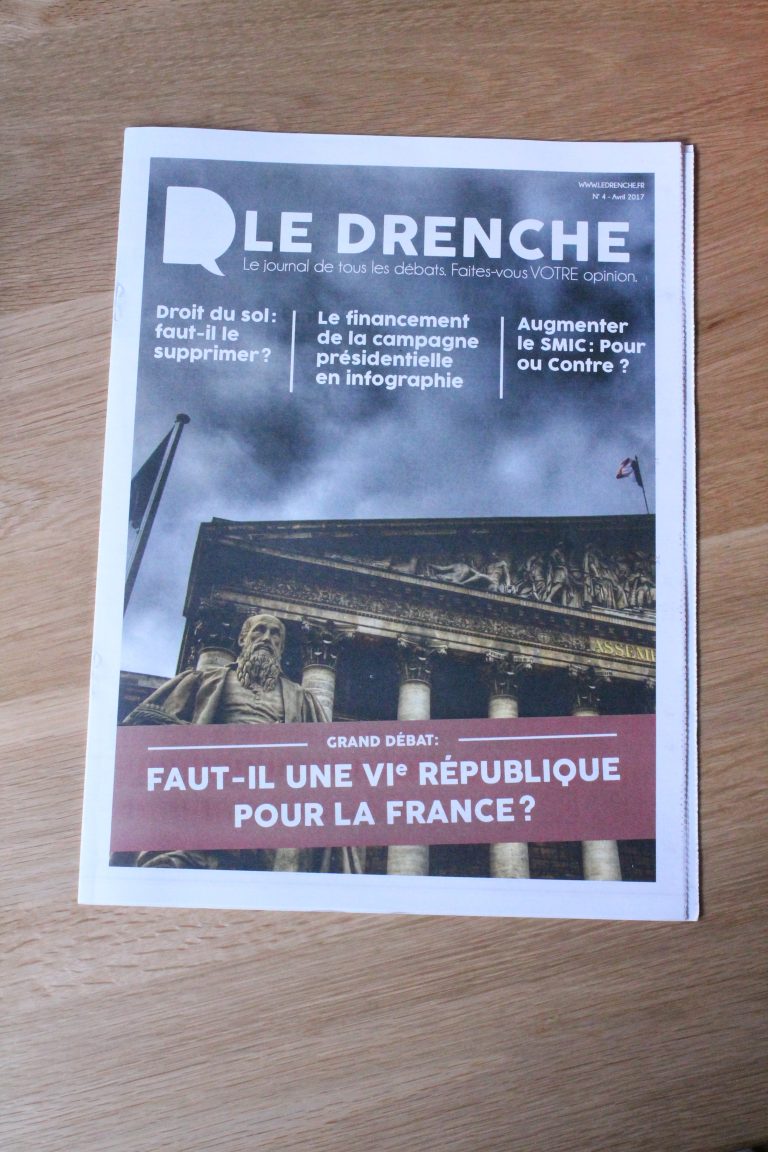 WWW.LEDRENCHE.FR
N° 4 - Avril 2017
LE DRENCHE
Le journal de tous les débats. Faites-vous VOTRE opinion.
Droit du sol :
faut-il le
supprimer ?
Le financement
de la campagne
présidentielle
en infographie
Augmenter
le SMIC : Pour
ou Contre ?
ASSEM
GRAND DÉBAT :
FAUT-IL UNE VIe RÉPUBLIQUE
POUR LA FRANCE ?